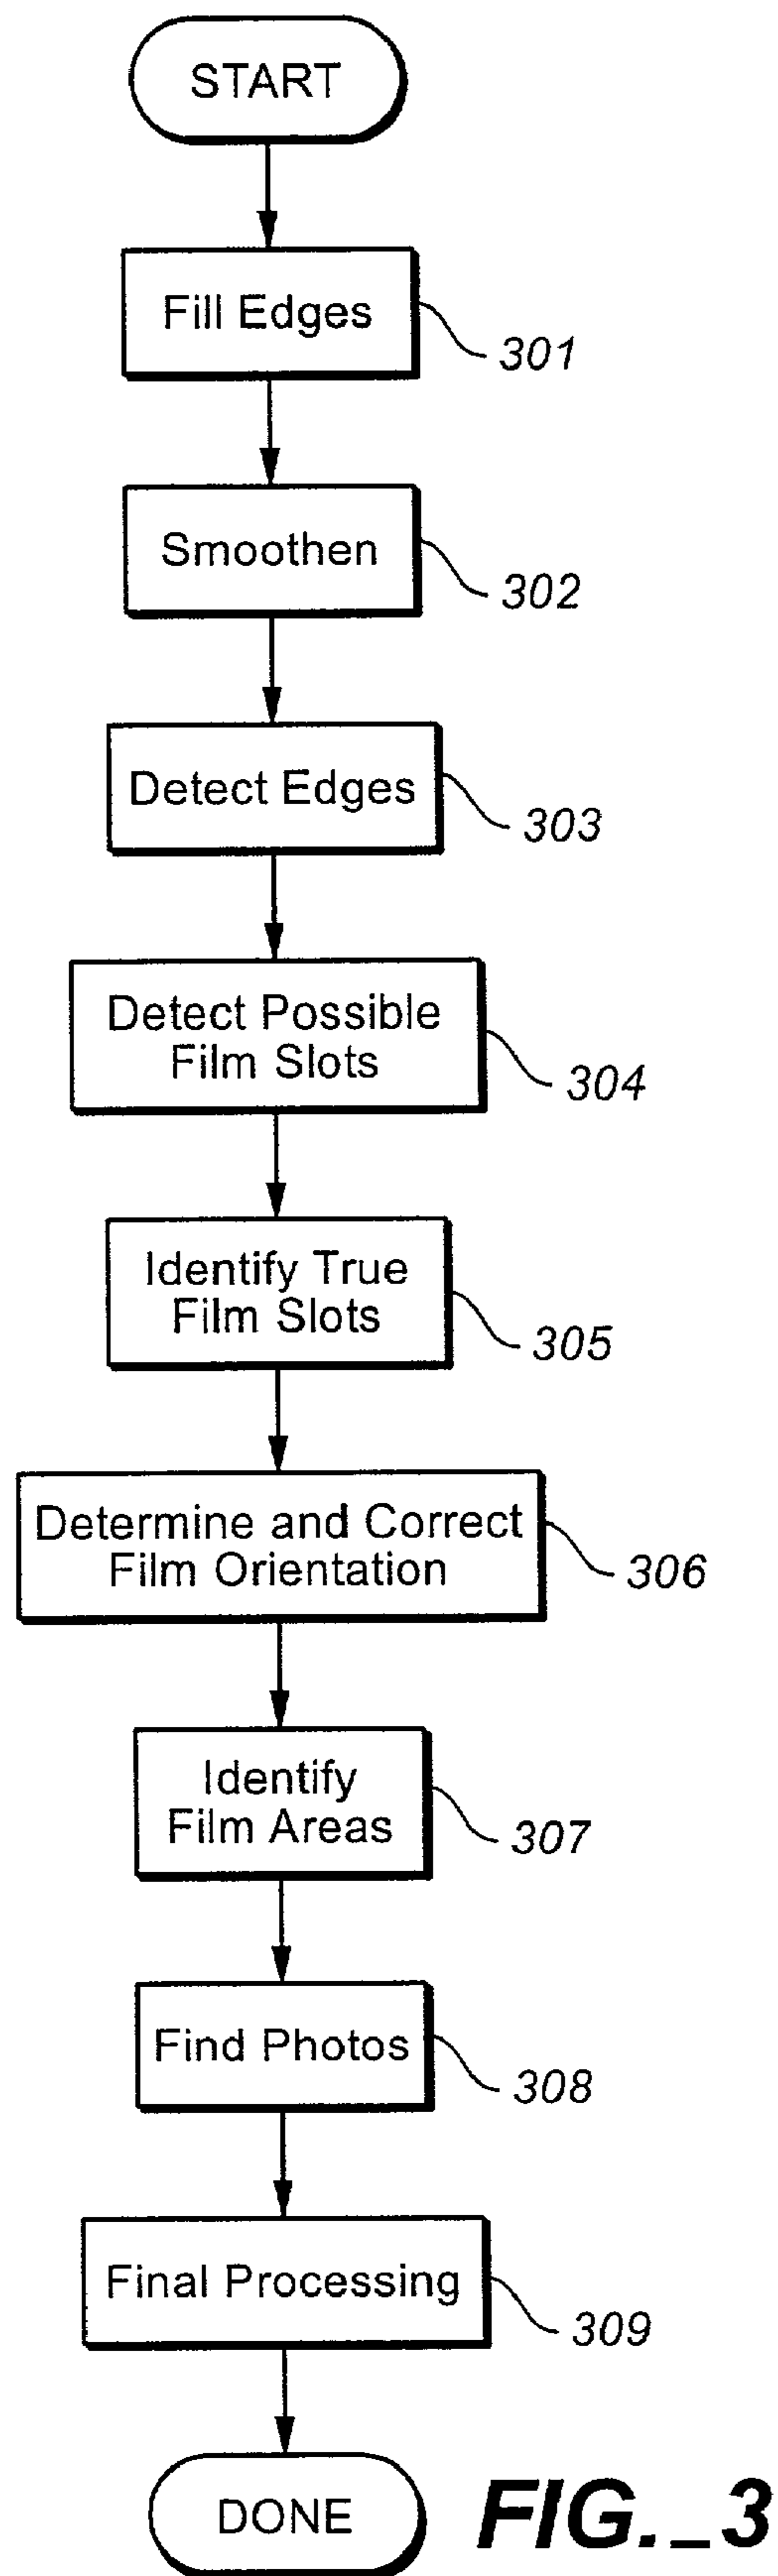 START
Fill Edges
301
Smoothen
302
Detect Edges
303
Detect Possible
Film Slots
304
Identify True
Film Slots
305
Determine and Correct
Film Orientation
306
Identify
Film Areas
307
Find Photos
308
Final Processing
309
DONE
FIG._3